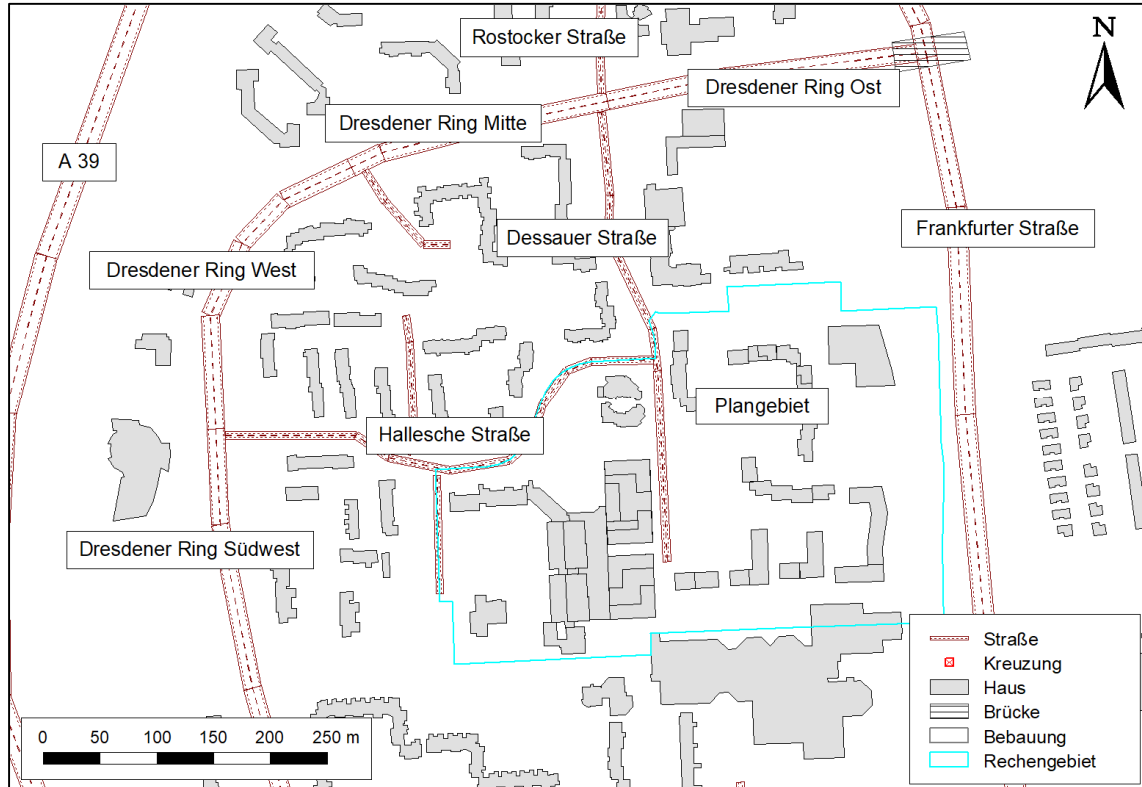 Rostocker Straße
N
Dresdener Ring Ost
Dresdener Ring Mitte
A 39
Dessauer Straße
Frankfurter Straße
Dresdener Ring West
Plangebiet
Hallesche Straße
Dresdener Ring Südwest
Straße
Kreuzung
Haus
Brücke
Bebauung
Rechengebiet
0 50 100 150 200 250 m